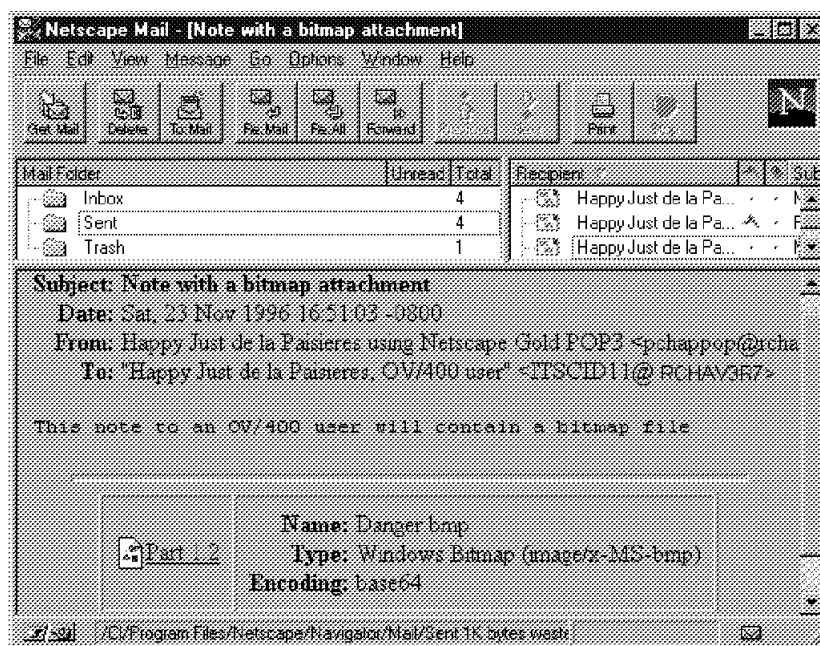 Netscape Mail - [Note with a bitmap attachment]
File Edit View Message Go Options Window Help
Get Mail Delete To: Mail Re: Mail Re: All Forward Print
N
Mail Folder Unread Total Recipient Sub
Inbox 4 Happy Just de la Pa...
Sent 4 Happy Just de la Pa...
Trash 1 Happy Just de la Pa...
Subject: Note with a bitmap attachment
Date: Sat, 23 Nov 1996 16:51:03 -0800
From: Happy Just de la Paisieres using Netscape Gold POP3 <pchappop@rcha
To: "Happy Just de la Paisieres, OV/400 user" <ITSCID11@ RCHAV3R7>
This note to an OV/400 user will contain a bitmap file
Part 1.2
Name: Danger.bmp
Type: Windows Bitmap (image/x-MS-bmp)
Encoding: base64
/C|/Program Files/Netscape/Navigator/Mail/Sent 1K bytes waste